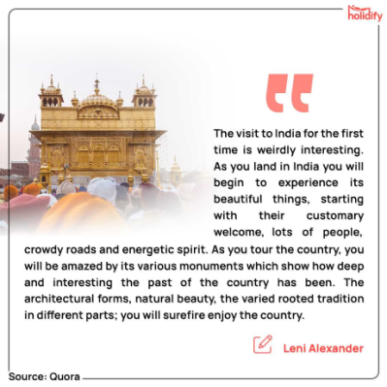 holidify
The visit to India for the first
time is weirdly interesting.
As you land in India you will
begin to experience its
beautiful things, starting
with their customary
welcome, lots of people,
crowdy roads and energetic spirit. As you tour the country, you
will be amazed by its various monuments which show how deep
and interesting the past of the country has been. The
architectural forms, natural beauty, the varied rooted tradition
in different parts; you will surefire enjoy the country.
Leni Alexander
Source: Quora